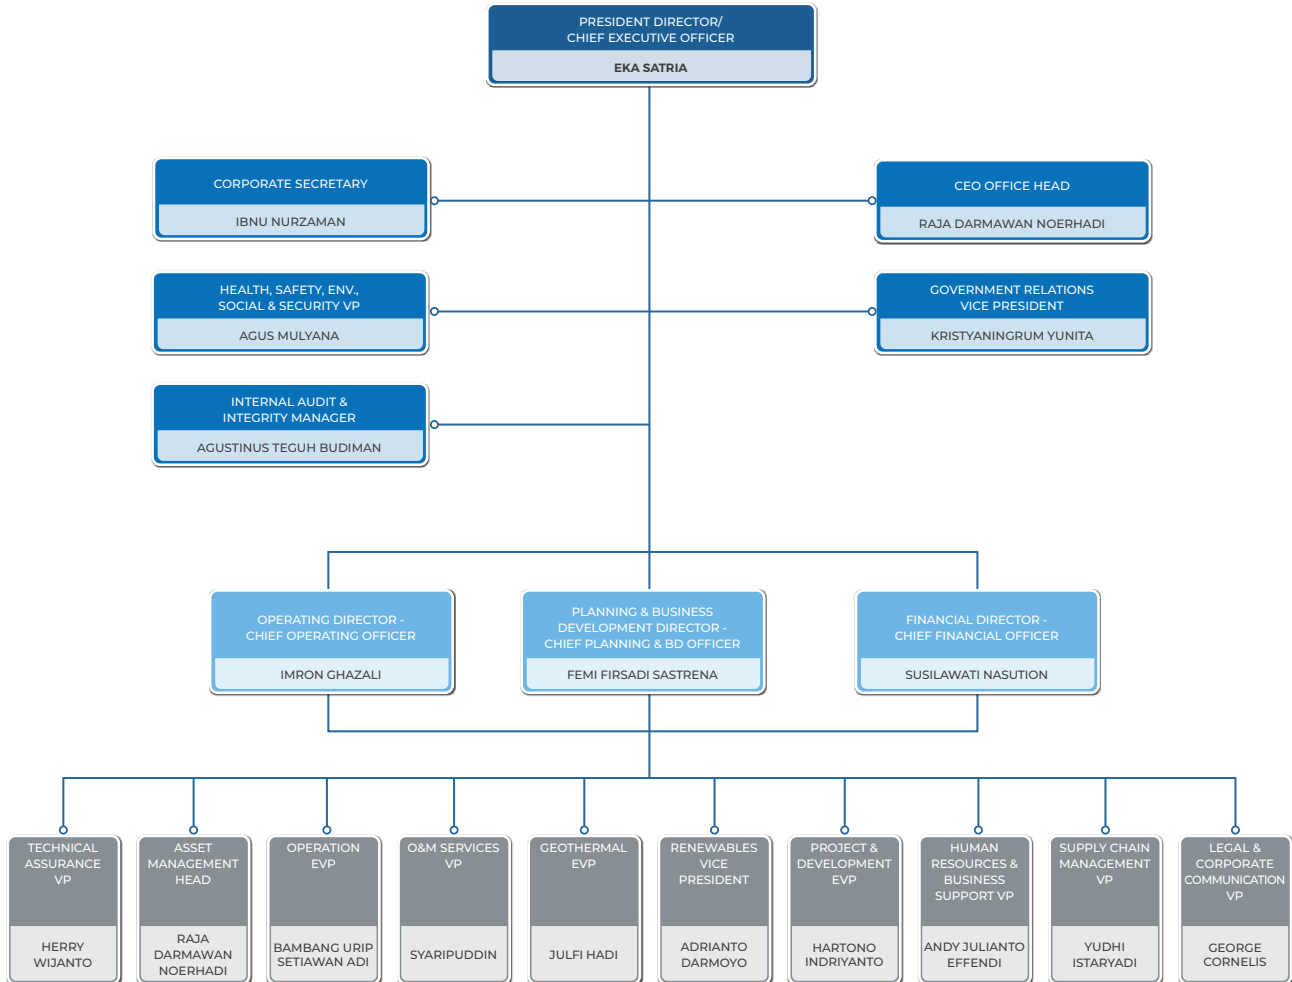 PRESIDENT DIRECTOR/
CHIEF EXECUTIVE OFFICER
EKA SATRIA
CORPORATE SECRETARY
IBNU NURZAMAN
CEO OFFICE HEAD
RAJA DARMAWAN NOERHADI
HEALTH, SAFETY, ENV.,
SOCIAL & SECURITY VP
AGUS MULYANA
GOVERNMENT RELATIONS
VICE PRESIDENT
KRISTYANINGRUM YUNITA
INTERNAL AUDIT &
INTEGRITY MANAGER
AGUSTINUS TEGUH BUDIMAN
OPERATING DIRECTOR -
CHIEF OPERATING OFFICER
IMRON GHAZALI
PLANNING & BUSINESS
DEVELOPMENT DIRECTOR -
CHIEF PLANNING & BD OFFICER
FEMI FIRSADI SASTRENA
FINANCIAL DIRECTOR -
CHIEF FINANCIAL OFFICER
SUSILAWATI NASUTION
TECHNICAL
ASSURANCE
VP
HERRY
WIJANTO
ASSET
MANAGEMENT
HEAD
RAJA
DARMAWAN
NOERHADI
OPERATION
EVP
BAMBANG URIP
SETIAWAN ADI
O&M SERVICES
VP
SYARIPUDDIN
GEOTHERMAL
EVP
JULFI HADI
RENEWABLES
VICE
PRESIDENT
ADRIANTO
DARMOYO
PROJECT &
DEVELOPMENT
EVP
HARTONO
INDRIYANTO
HUMAN
RESOURCES &
BUSINESS
SUPPORT VP
ANDY JULIANTO
EFFENDI
SUPPLY CHAIN
MANAGEMENT
VP
YUDHI
ISTARYADI
LEGAL &
CORPORATE
COMMUNICATION
VP
GEORGE
CORNELIS